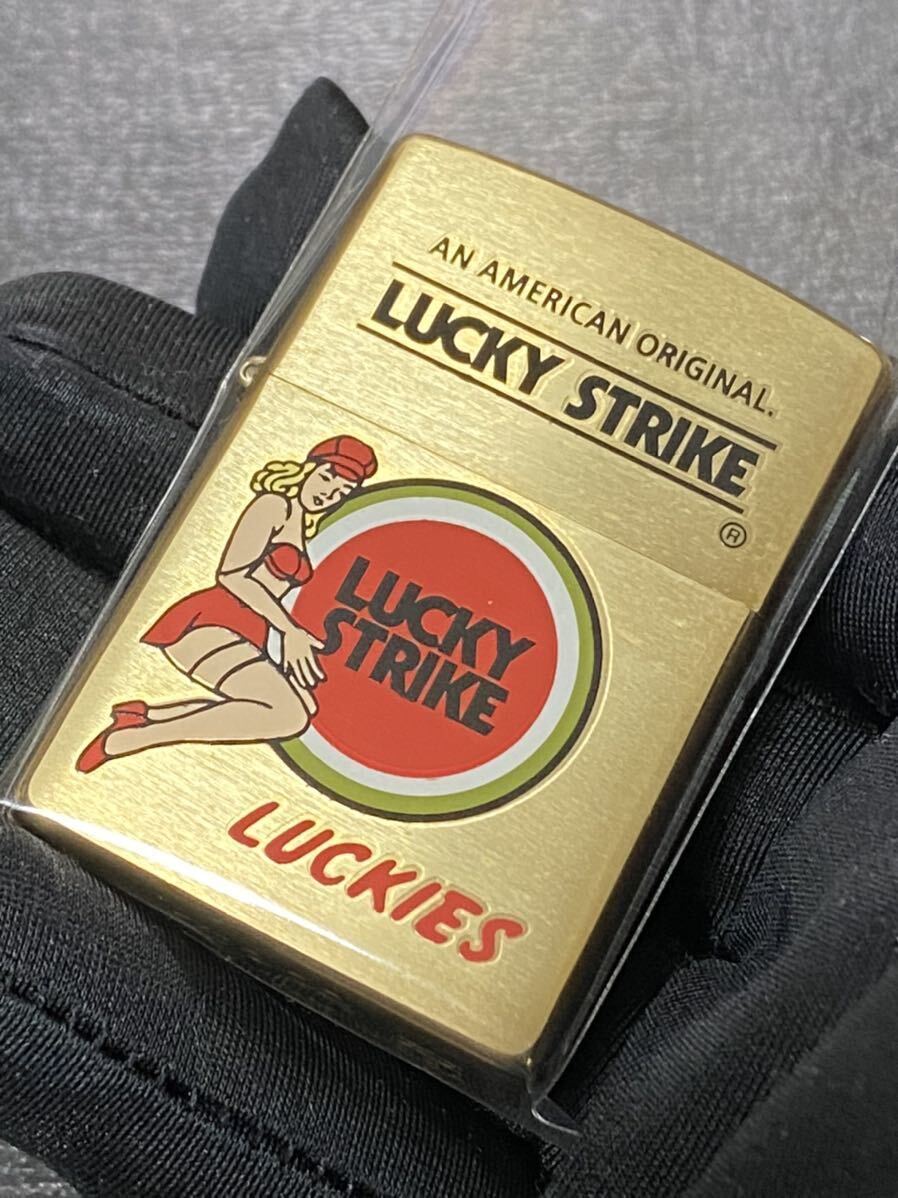 AN AMERICAN ORIGINAL.
LUCKY STRIKE
®
LUCKY
STRIKE
LUCKIES